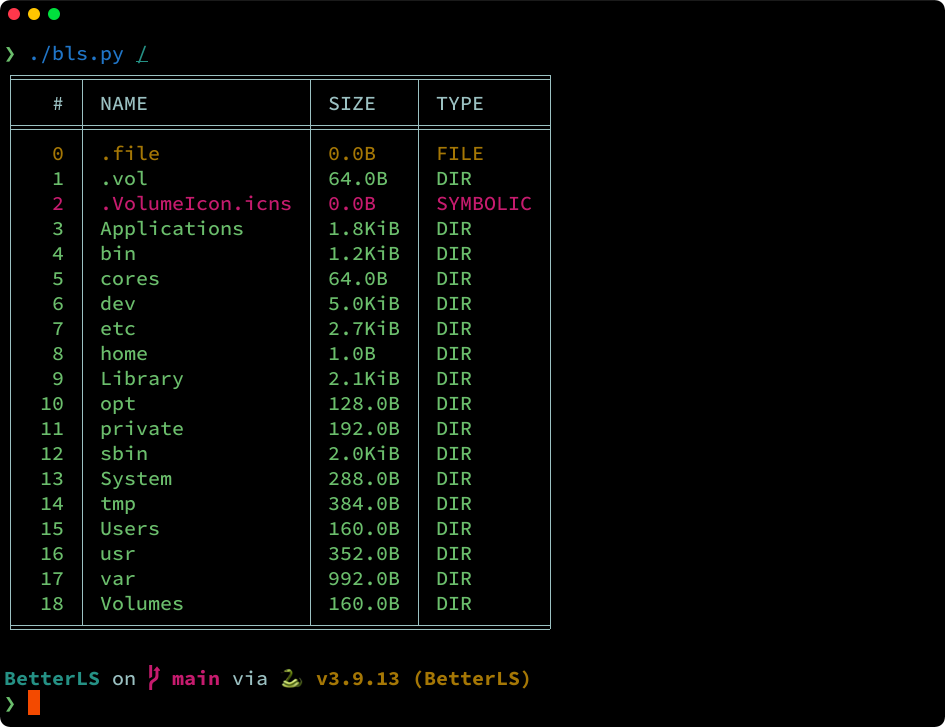 ❯ ./bls.py /
# NAME SIZE TYPE
0 .file 0.0B FILE
1 .vol 64.0B DIR
2 .VolumeIcon.icns 0.0B SYMBOLIC
3 Applications 1.8KiB DIR
4 bin 1.2KiB DIR
5 cores 64.0B DIR
6 dev 5.0KiB DIR
7 etc 2.7KiB DIR
8 home 1.0B DIR
9 Library 2.1KiB DIR
10 opt 128.0B DIR
11 private 192.0B DIR
12 sbin 2.0KiB DIR
13 System 288.0B DIR
14 tmp 384.0B DIR
15 Users 160.0B DIR
16 usr 352.0B DIR
17 var 992.0B DIR
18 Volumes 160.0B DIR
BetterLS on main via 🐍 v3.9.13 (BetterLS)
❯